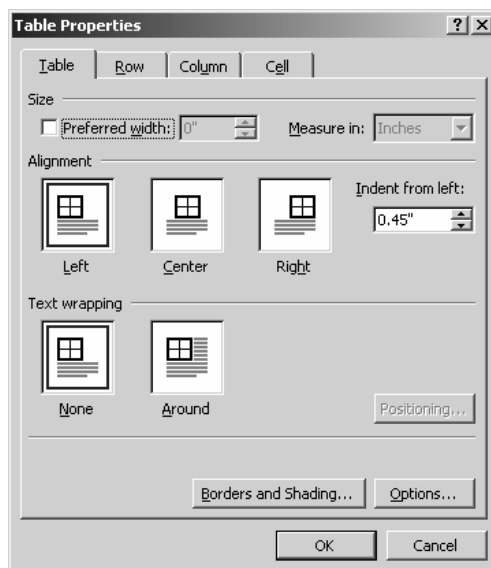 Table Properties
Table Row Column Cell
Size
Preferred width: 0" Measure in: Inches
Alignment
Indent from left:
0.45"
Left Center Right
Text wrapping
None Around Positioning...
Borders and Shading... Options...
OK Cancel